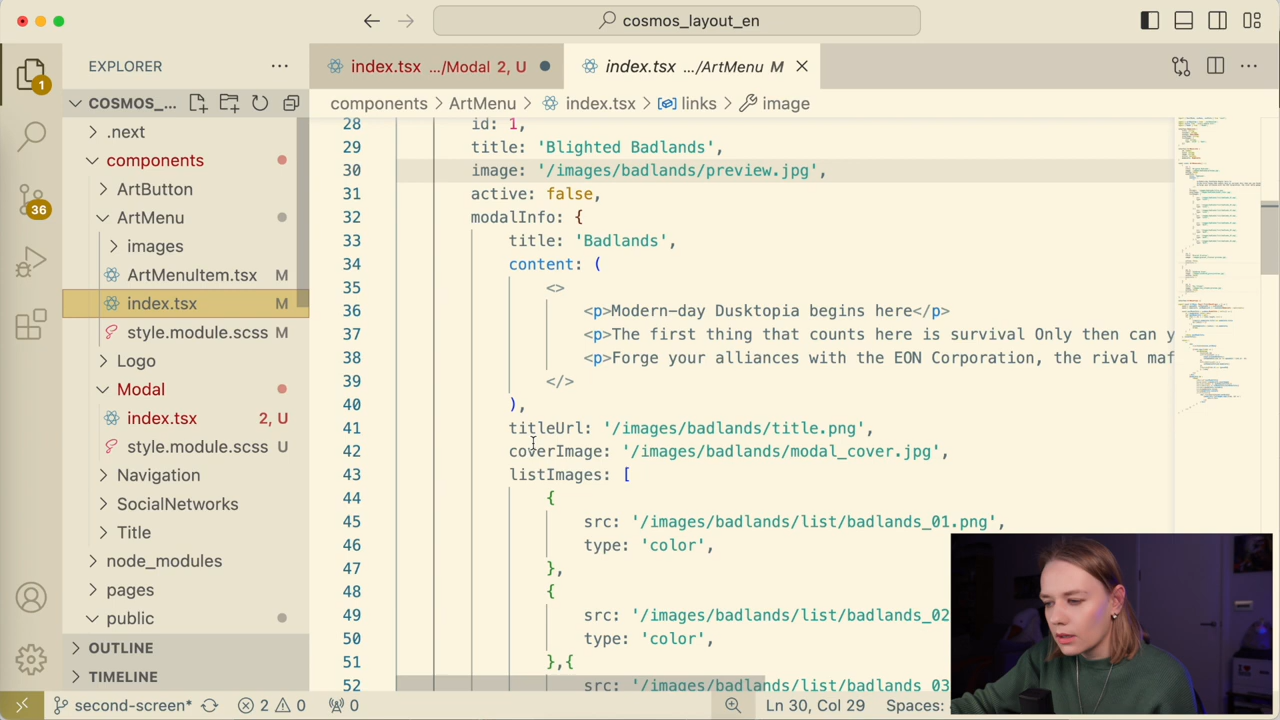 cosmos_layout_en
EXPLORER
index.tsx .../Modal 2, U
index.tsx .../ArtMenu M
1
COSMOS_...
components > ArtMenu > index.tsx > links > image
.next
components
ArtButton
ArtMenu
images
ArtMenuItem.tsx M
index.tsx M
style.module.scss M
Logo
Modal
index.tsx 2, U
style.module.scss U
Navigation
SocialNetworks
Title
node_modules
pages
public
OUTLINE
TIMELINE
36
28 id: 1,
29 title: 'Blighted Badlands',
30 image: '/images/badlands/preview.jpg',
31 active: false,
32 modalInfo: {
33 title: 'Badlands',
34 content: (
35 <>
36 <p>Modern-day Dusktopia begins here</p>
37 <p>The first thing that counts here is survival Only then can y
38 <p>Forge your alliances with the EON Corporation, the rival maf
39 </>
40 ),
41 titleUrl: '/images/badlands/title.png',
42 coverImage: '/images/badlands/modal_cover.jpg',
43 listImages: [
44 {
45 src: '/images/badlands/list/badlands_01.png',
46 type: 'color',
47 },
48 {
49 src: '/images/badlands/list/badlands_02
50 type: 'color',
51 },{
52 src: '/images/badlands/list/badlands_03
second-screen* 2 0 0 Ln 30, Col 29 Spaces: